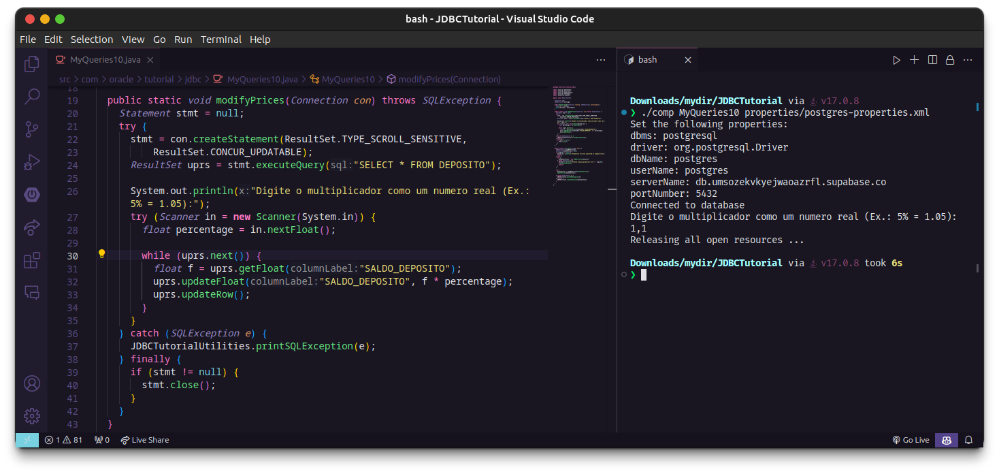 bash - JDBCTutorial - Visual Studio Code
File Edit Selection View Go Run Terminal Help
MyQueries10.java
src > com > oracle > tutorial > jdbc > MyQueries10.java > MyQueries10 > modifyPrices(Connection)
18
19 public static void modifyPrices(Connection con) throws SQLException {
20 Statement stmt = null;
21 try {
22 stmt = con.createStatement(ResultSet.TYPE_SCROLL_SENSITIVE,
23 ResultSet.CONCUR_UPDATABLE);
24 ResultSet uprs = stmt.executeQuery(sql:"SELECT * FROM DEPOSITO");
25
26 System.out.println(x:"Digite o multiplicador como um numero real (Ex.:
5% = 1.05):");
27 try (Scanner in = new Scanner(System.in)) {
28 float percentage = in.nextFloat();
29
30 while (uprs.next()) {
31 float f = uprs.getFloat(columnLabel:"SALDO_DEPOSITO");
32 uprs.updateFloat(columnLabel:"SALDO_DEPOSITO", f * percentage);
33 uprs.updateRow();
34 }
35 }
36 } catch (SQLException e) {
37 JDBCTutorialUtilities.printSQLException(e);
38 } finally {
39 if (stmt != null) {
40 stmt.close();
41 }
42 }
43 }
bash
Downloads/mydir/JDBCTutorial via v17.0.8
❯ ./comp MyQueries10 properties/postgres-properties.xml
Set the following properties:
dbms: postgresql
driver: org.postgresql.Driver
dbName: postgres
userName: postgres
serverName: db.umsozekvkyejwaoazrfl.supabase.co
portNumber: 5432
Connected to database
Digite o multiplicador como um numero real (Ex.: 5% = 1.05):
1,1
Releasing all open resources ...
Downloads/mydir/JDBCTutorial via v17.0.8 took 6s
❯
1 81 0 Live Share
Go Live